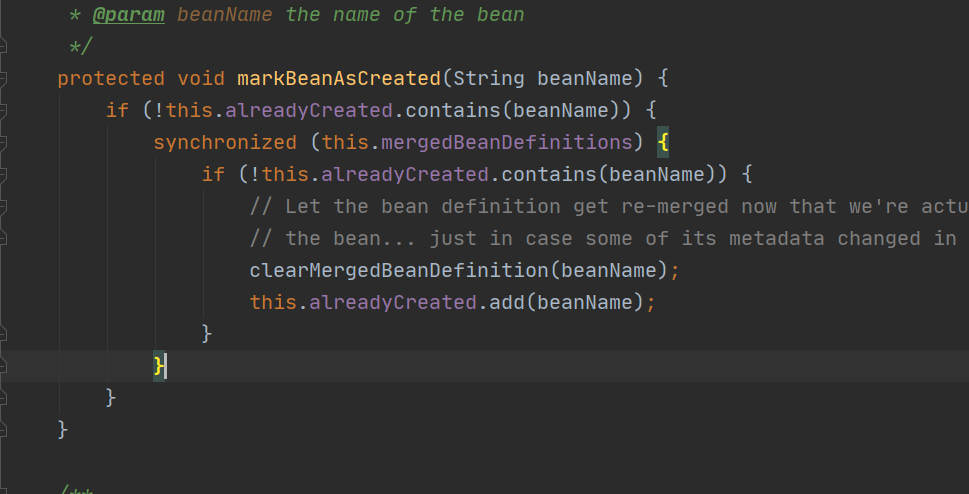 * @param beanName the name of the bean
*/
protected void markBeanAsCreated(String beanName) {
if (!this.alreadyCreated.contains(beanName)) {
synchronized (this.mergedBeanDefinitions) {
if (!this.alreadyCreated.contains(beanName)) {
// Let the bean definition get re-merged now that we're actu
// the bean... just in case some of its metadata changed in
clearMergedBeanDefinition(beanName);
this.alreadyCreated.add(beanName);
}
}
}
}
/**